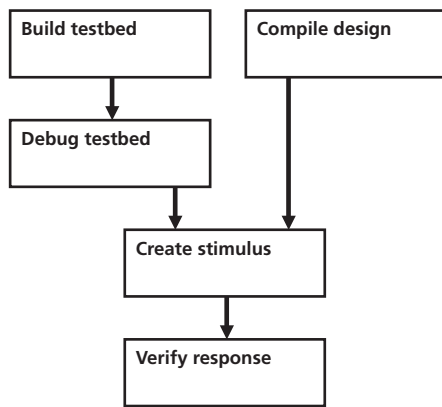 Build testbed
Compile design
Debug testbed
Create stimulus
Verify response